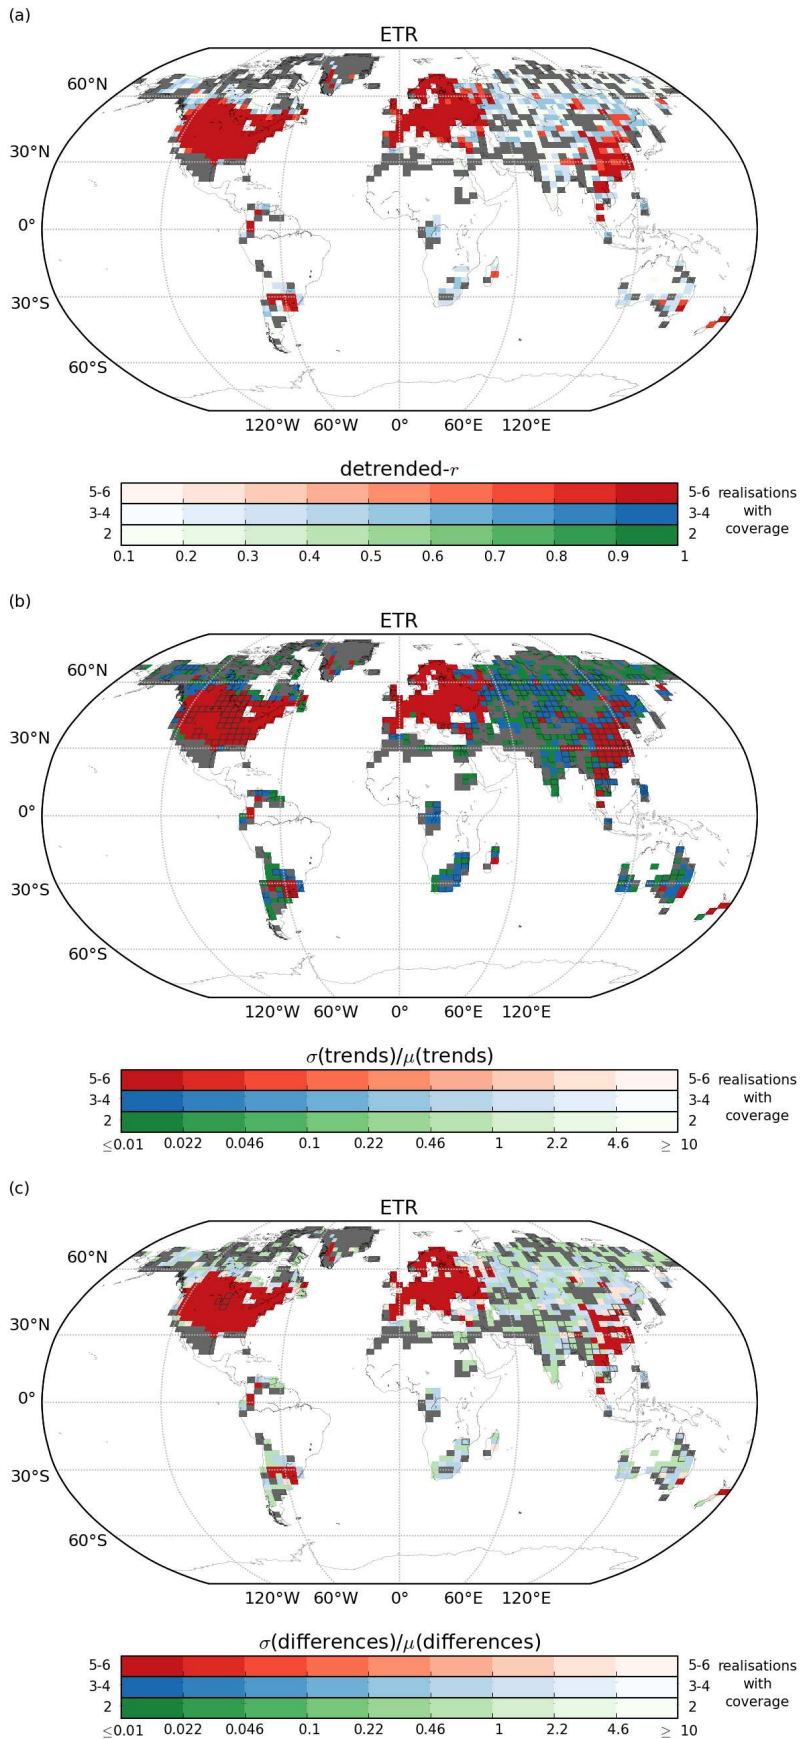 (a)
ETR
60°N
30°N
0°
30°S
60°S
120°W 60°W 0° 60°E 120°E
detrended-r
5-6 5-6 realisations
3-4 3-4 with
2 2 coverage
0.1 0.2 0.3 0.4 0.5 0.6 0.7 0.8 0.9 1
(b)
ETR
60°N
30°N
0°
30°S
60°S
120°W 60°W 0° 60°E 120°E
σ(trends)/μ(trends)
5-6 5-6 realisations
3-4 3-4 with
2 2 coverage
≤0.01 0.022 0.046 0.1 0.22 0.46 1 2.2 4.6 ≥ 10
(c)
ETR
60°N
30°N
0°
30°S
60°S
120°W 60°W 0° 60°E 120°E
σ(differences)/μ(differences)
5-6 5-6 realisations
3-4 3-4 with
2 2 coverage
≤0.01 0.022 0.046 0.1 0.22 0.46 1 2.2 4.6 ≥ 10